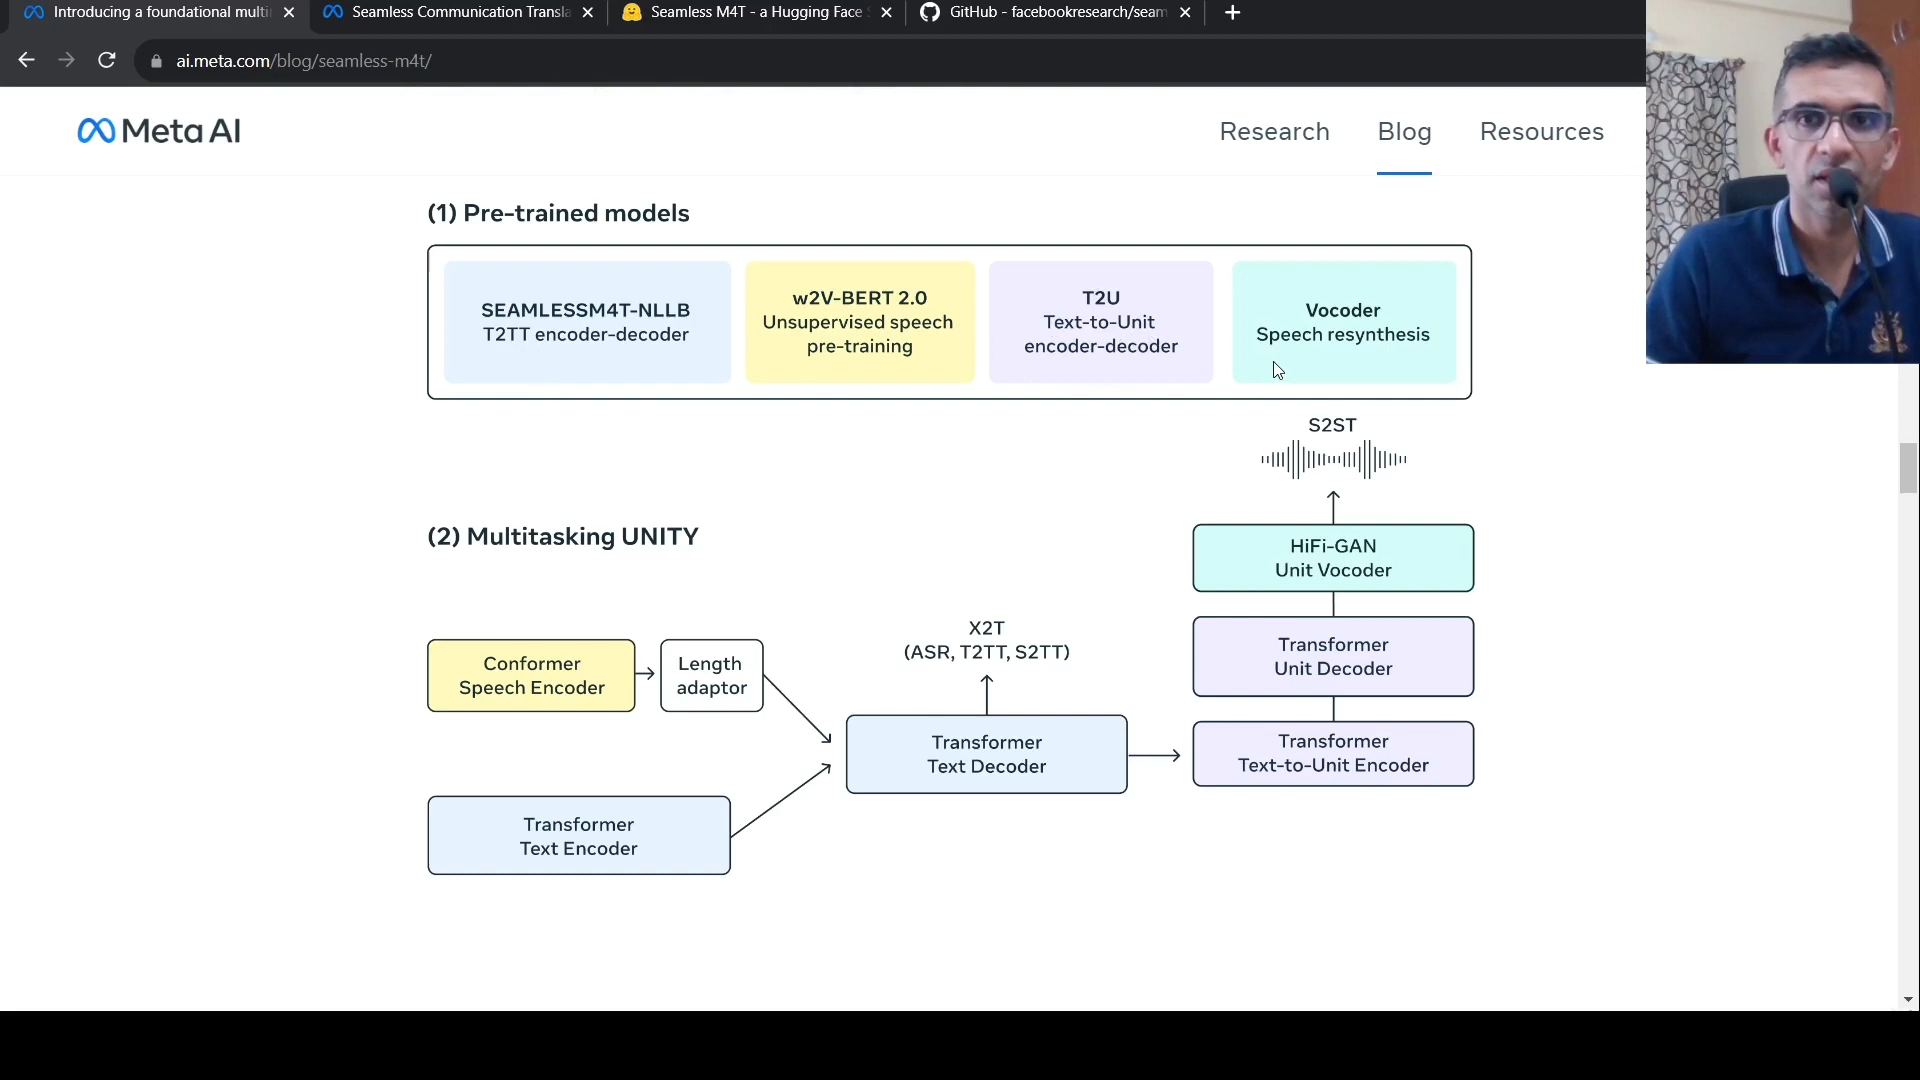 Introducing a foundational multi
Seamless Communication Transla
Seamless M4T - a Hugging Face S
GitHub - facebookresearch/seam
ai.meta.com/blog/seamless-m4t/
Meta AI
Research
Blog
Resources
(1) Pre-trained models
SEAMLESSM4T-NLLB
T2TT encoder-decoder
w2V-BERT 2.0
Unsupervised speech
pre-training
T2U
Text-to-Unit
encoder-decoder
Vocoder
Speech resynthesis
S2ST
(2) Multitasking UNITY
HiFi-GAN
Unit Vocoder
X2T
(ASR, T2TT, S2TT)
Transformer
Unit Decoder
Conformer
Speech Encoder
Length
adaptor
Transformer
Text Decoder
Transformer
Text-to-Unit Encoder
Transformer
Text Encoder